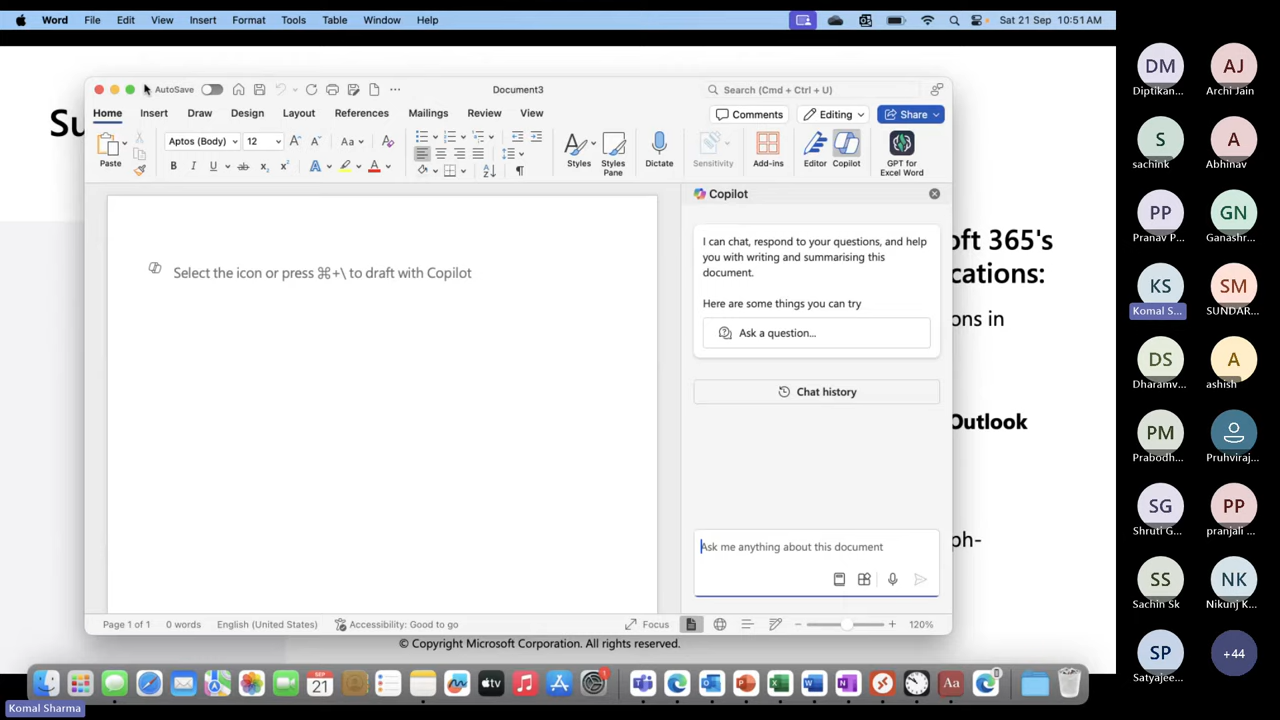 Word File Edit View Insert Format Tools Table Window Help Sat 21 Sep 10:51 AM
AutoSave Document3 Search (Cmd + Ctrl + U)
Home Insert Draw Design Layout References Mailings Review View Comments Editing Share
Paste Aptos (Body) 12 Aa Styles Styles Pane Dictate Sensitivity Add-ins Editor Copilot GPT for Excel Word
Su
Select the icon or press ⌘+\ to draft with Copilot
Copilot
I can chat, respond to your questions, and help
you with writing and summarising this
document.
Here are some things you can try
Ask a question...
Chat history
Ask me anything about this document
oft 365's
cations:
ons in
Outlook
ph-
Page 1 of 1 0 words English (United States) Accessibility: Good to go Focus 120%
© Copyright Microsoft Corporation. All rights reserved.
SEP
21
tv
Aa
Komal Sharma
DM AJ
Diptikan... Archi Jain
S A
sachink Abhinav
PP GN
Pranav P... Ganashr...
KS SM
Komal S... SUNDAR...
DS A
Dharamv... ashish
PM
Prabodh... Pruhviraj...
SG PP
Shruti G... pranjali ...
SS NK
Sachin Sk Nikunj K...
SP +44
Satyajee...